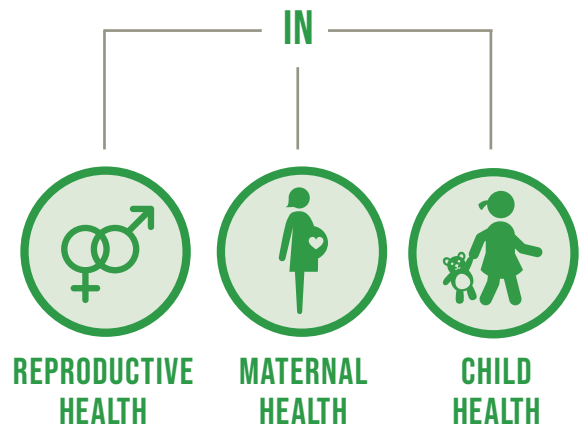 IN
REPRODUCTIVE
HEALTH
MATERNAL
HEALTH
CHILD
HEALTH